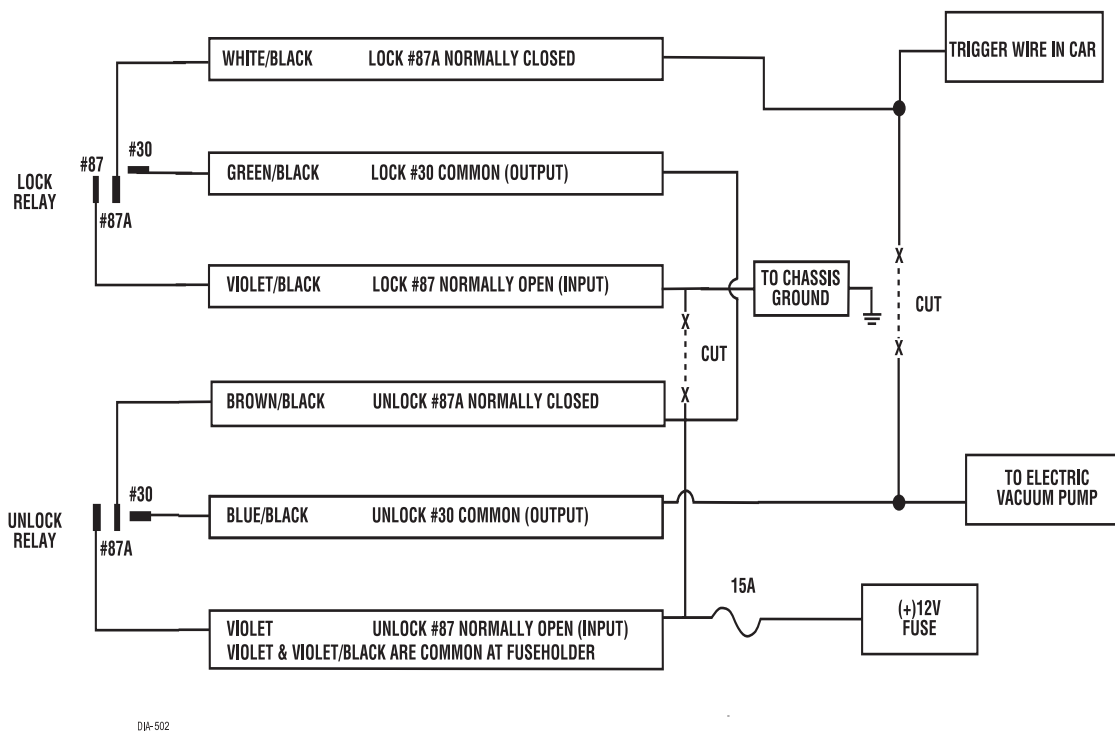 WHITE/BLACK LOCK #87A NORMALLY CLOSED
TRIGGER WIRE IN CAR
#87
#30
LOCK
RELAY
#87A
GREEN/BLACK LOCK #30 COMMON (OUTPUT)
VIOLET/BLACK LOCK #87 NORMALLY OPEN (INPUT)
TO CHASSIS
GROUND
X
X
CUT
X
X
CUT
BROWN/BLACK UNLOCK #87A NORMALLY CLOSED
#30
UNLOCK
RELAY
#87A
BLUE/BLACK UNLOCK #30 COMMON (OUTPUT)
TO ELECTRIC
VACUUM PUMP
15A
(+)12V
FUSE
VIOLET UNLOCK #87 NORMALLY OPEN (INPUT)
VIOLET & VIOLET/BLACK ARE COMMON AT FUSEHOLDER
DIA-502